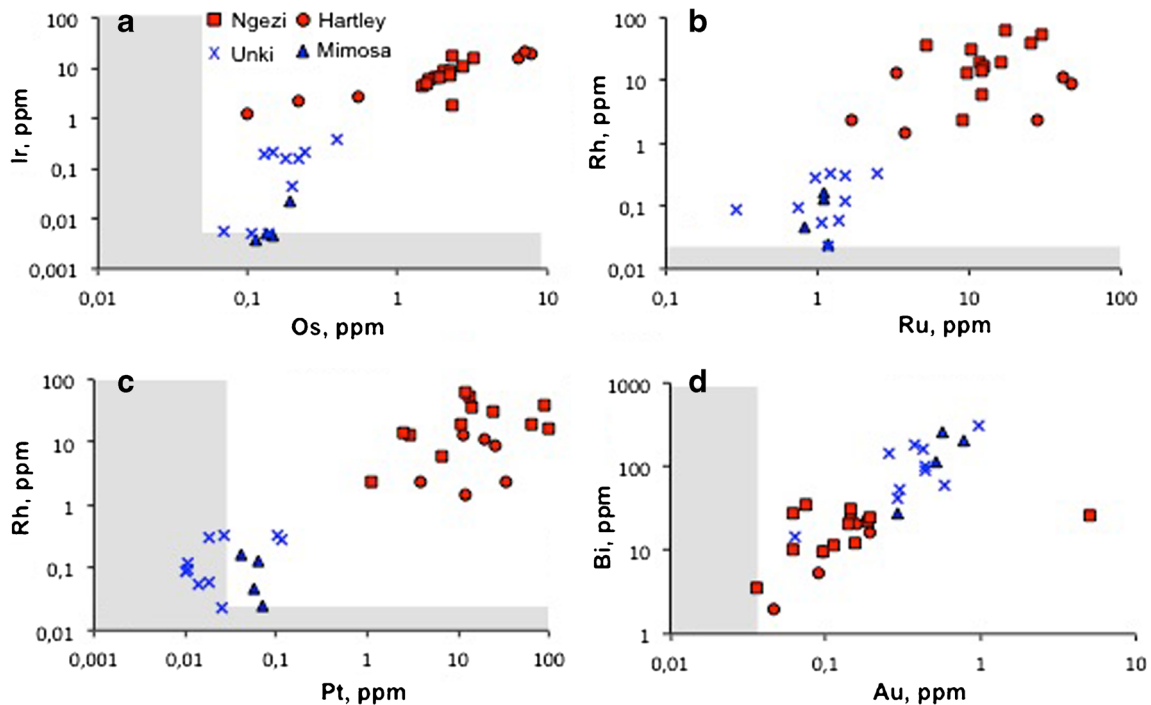 a
Ngezi Hartley
Unki Mimosa
100
10
1
0,1
0,01
0,001
Ir, ppm
0,01 0,1 1 10
Os, ppm
b
100
10
1
0,1
0,01
Rh, ppm
0,1 1 10 100
Ru, ppm
c
100
10
1
0,1
0,01
Rh, ppm
0,001 0,01 0,1 1 10 100
Pt, ppm
d
1000
100
10
1
Bi, ppm
0,01 0,1 1 10
Au, ppm